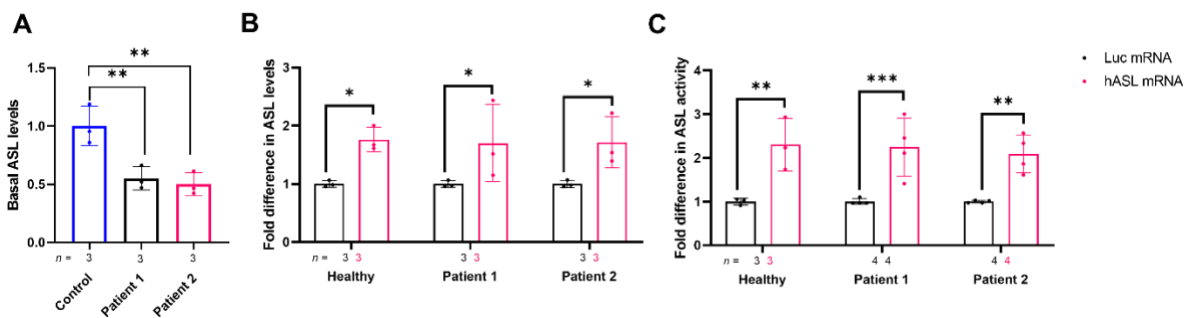 A
Basal ASL levels
1.5
1.0
0.5
0.0
**
**
n = 3 3 3
Control
Patient 1
Patient 2
B
Fold difference in ASL levels
3
2
1
0
*
*
*
n = 3 3 3 3 3 3
Healthy Patient 1 Patient 2
C
Fold difference in ASL activity
4
3
2
1
0
**
***
**
n = 3 3 4 4 4 4
Healthy Patient 1 Patient 2
Luc mRNA
hASL mRNA